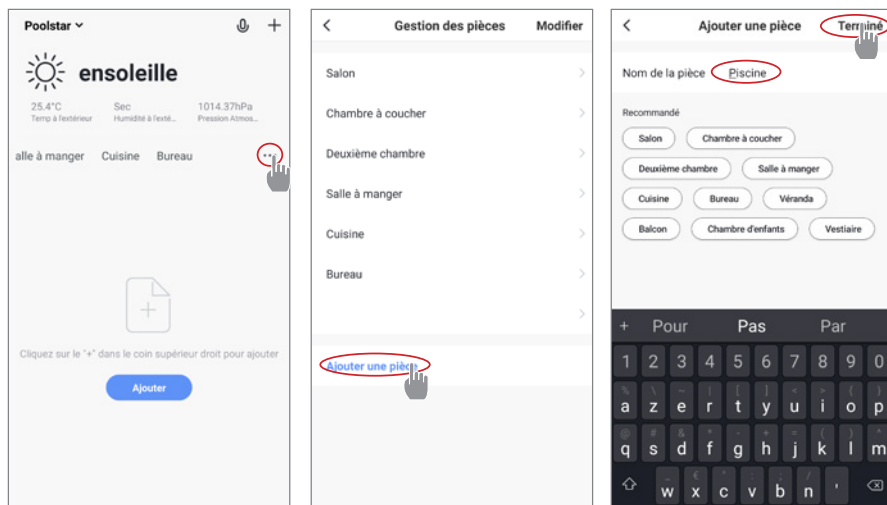 Poolstar
ensoleille
25.4°C Sec 1014.37hPa
Temp à l'extérieur Humidité à l'exté... Pression Atmos...
alle à manger Cuisine Bureau ...
Cliquez sur le "+" dans le coin supérieur droit pour ajouter
Ajouter
Gestion des pièces Modifier
Salon
Chambre à coucher
Deuxième chambre
Salle à manger
Cuisine
Bureau
Ajouter une pièce
Ajouter une pièce Terminé
Nom de la pièce Piscine
Recommandé
Salon Chambre à coucher
Deuxième chambre Salle à manger
Cuisine Bureau Véranda
Balcon Chambre d'enfants Vestiaire
+ Pour Pas Par
1 2 3 4 5 6 7 8 9 0
a z e r t y u i o p
q s d f g h j k l m
w x c v b n '